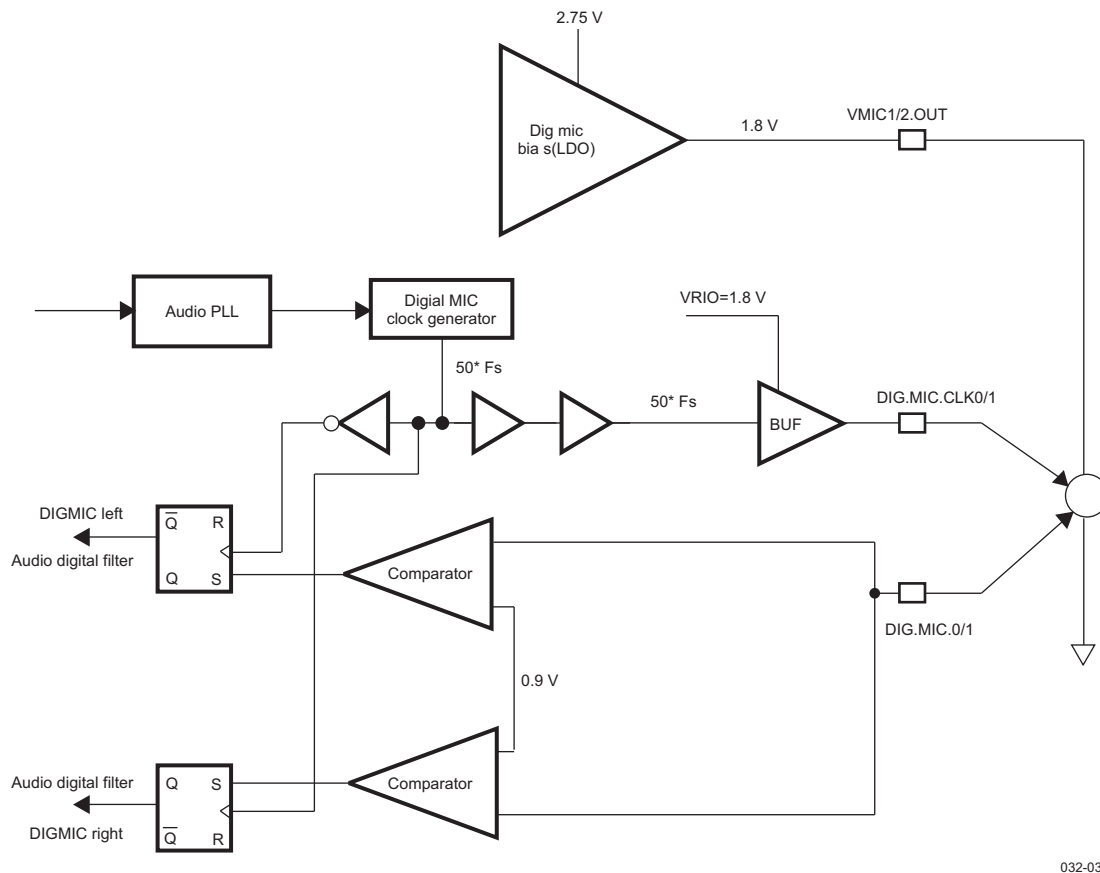 2.75 V
Dig mic
bia s(LDO)
1.8 V
VMIC1/2.OUT
Audio PLL
Digial MIC
clock generator
VRIO=1.8 V
50* Fs
50* Fs
BUF
DIG.MIC.CLK0/1
DIGMIC left
Audio digital filter
Q
R
Q
S
Comparator
DIG.MIC.0/1
0.9 V
Audio digital filter
DIGMIC right
Q
S
Q
R
Comparator
032-03